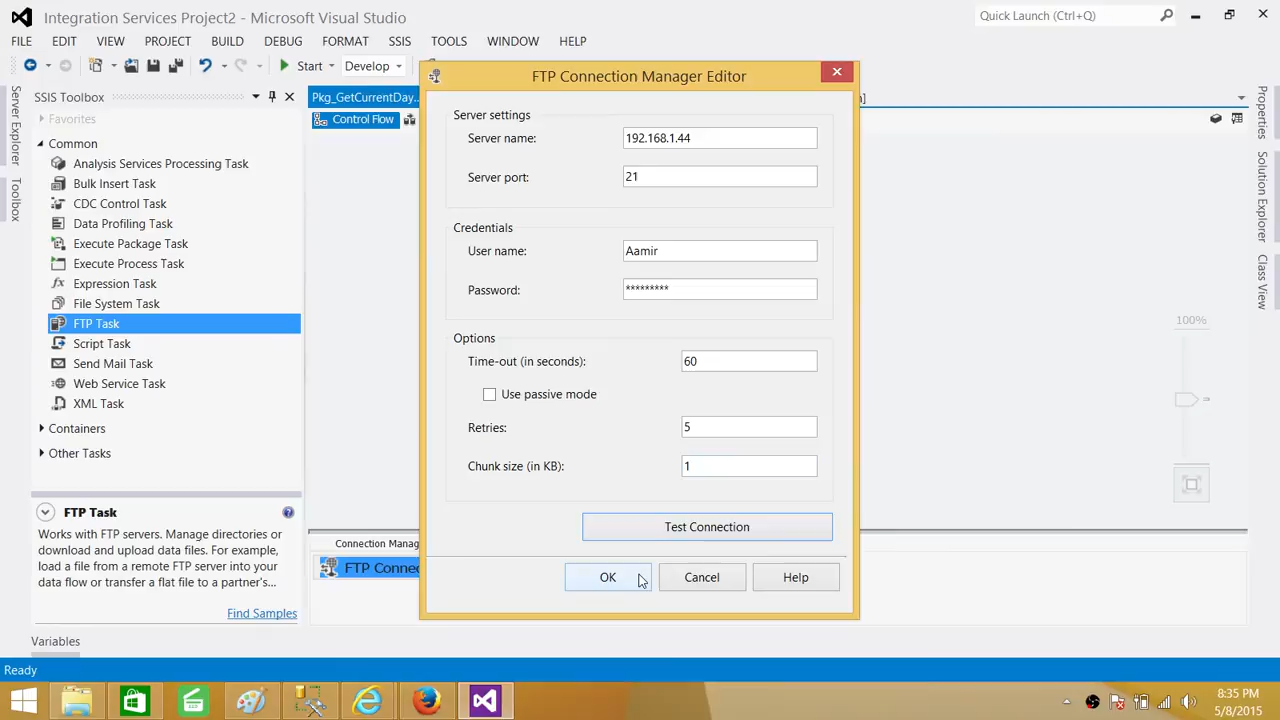 Integration Services Project2 - Microsoft Visual Studio
Quick Launch (Ctrl+Q)
FILE EDIT VIEW PROJECT BUILD DEBUG FORMAT SSIS TOOLS WINDOW HELP
Start Develop
SSIS Toolbox
Favorites
Common
Analysis Services Processing Task
Bulk Insert Task
CDC Control Task
Data Profiling Task
Execute Package Task
Execute Process Task
Expression Task
File System Task
FTP Task
Script Task
Send Mail Task
Web Service Task
XML Task
Containers
Other Tasks
FTP Task
Works with FTP servers. Manage directories
or download and upload data files. For example,
load a file from a remote FTP server into your
data flow or transfer a flat file to a partner's...
Find Samples
Variables
Ready
Server Explorer
Toolbox
Pkg_GetCurrentDay...
Control Flow
Connection Manag
FTP Connec
FTP Connection Manager Editor
Server settings
Server name: 192.168.1.44
Server port: 21
Credentials
User name: Aamir
Password: *********
Options
Time-out (in seconds): 60
Use passive mode
Retries: 5
Chunk size (in KB): 1
Test Connection
OK Cancel Help
n]
100%
Properties
Solution Explorer
Class View
8:35 PM
5/8/2015